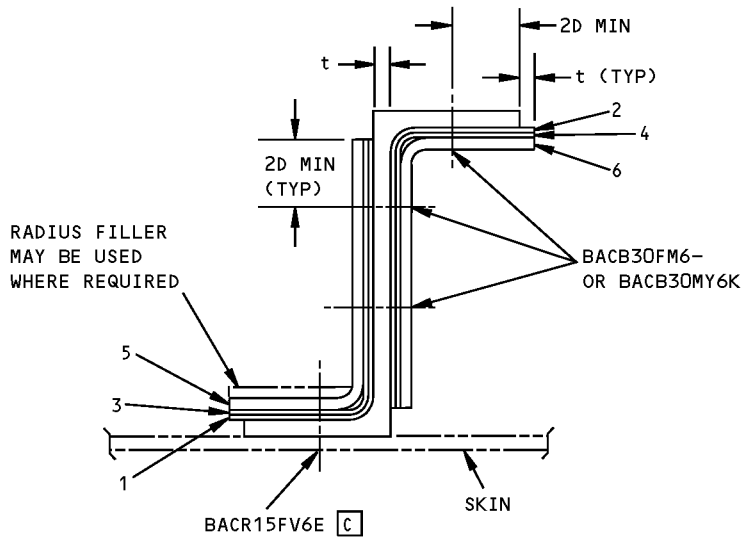 2D MIN
t
t (TYP)
2
4
6
2D MIN
(TYP)
RADIUS FILLER
MAY BE USED
WHERE REQUIRED
BACB30FM6-
OR BACB30MY6K
5
3
1
SKIN
BACR15FV6E C